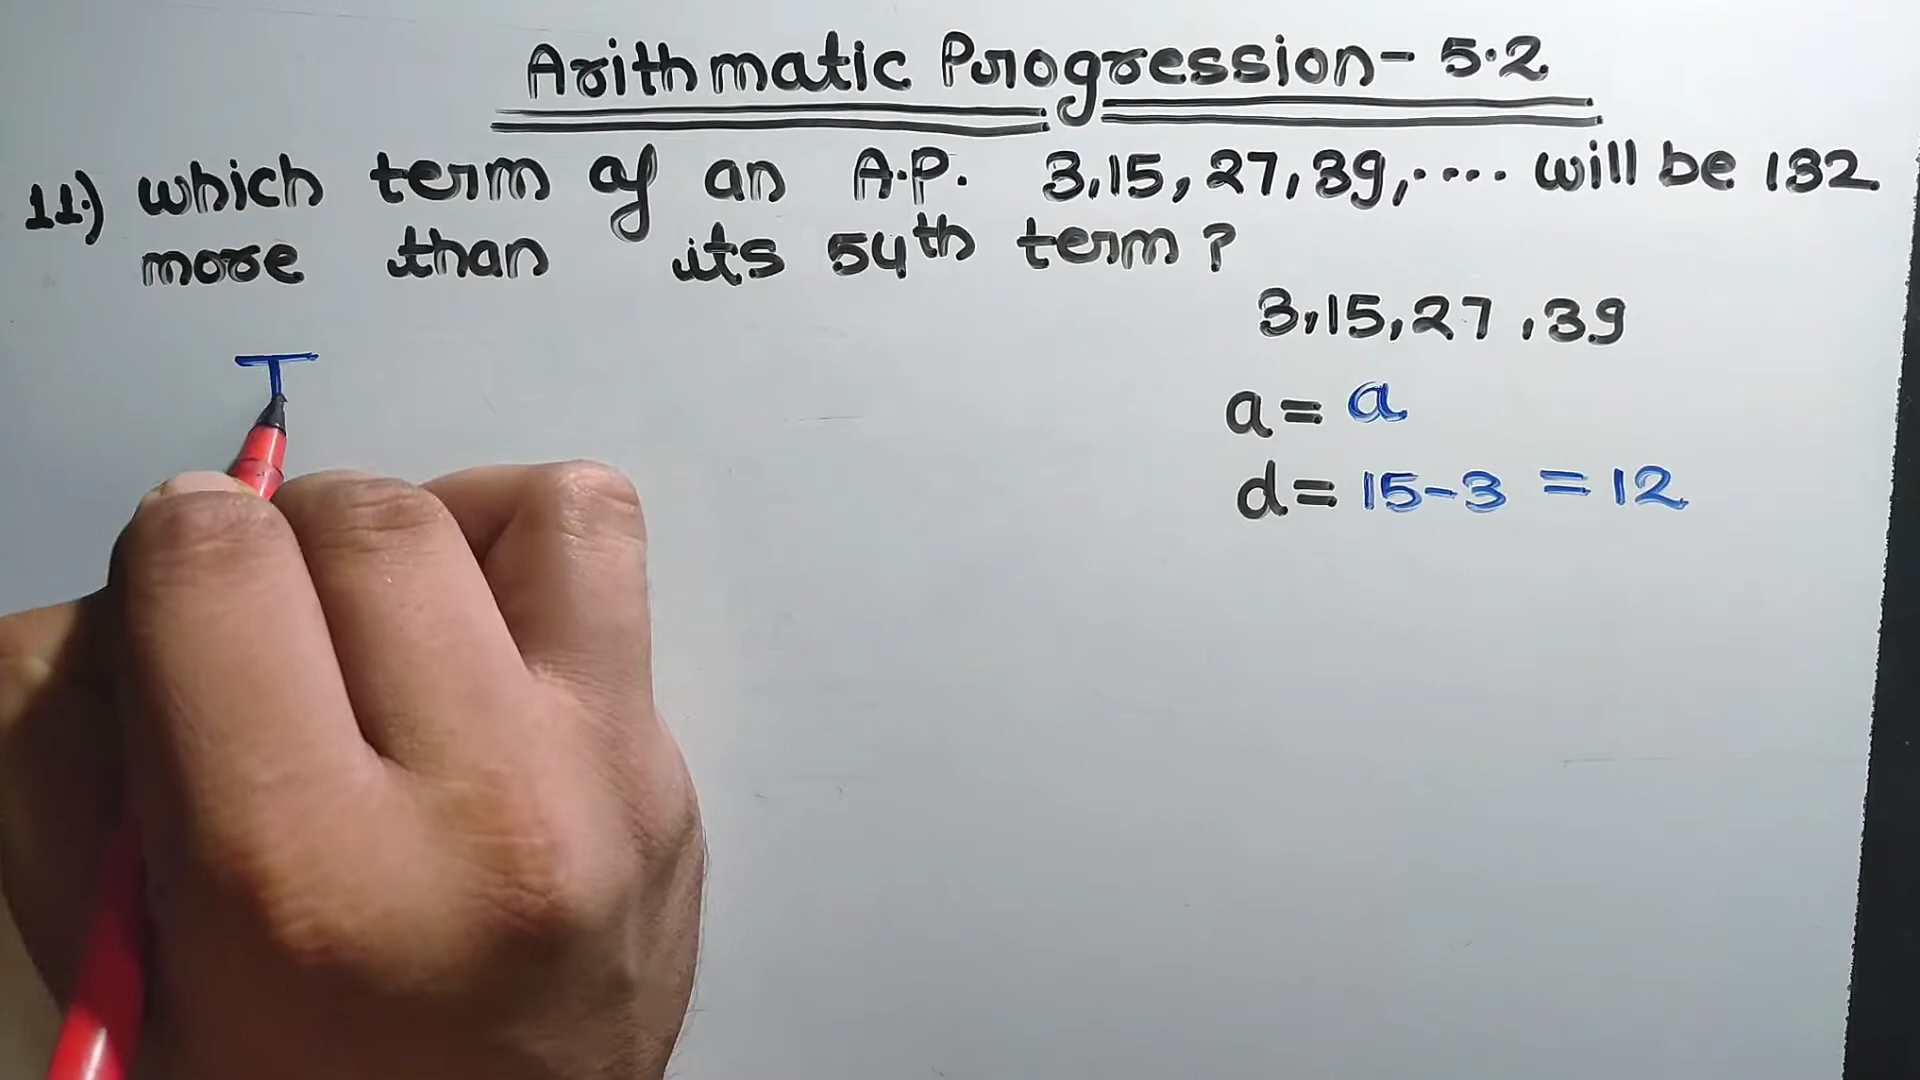 Arithmatic Progression- 5.2
11.) which term of an A.P. 3,15,27,39,.... will be 132
more than its 54th term?
3,15,27,39
a= a
d= 15-3 = 12
T